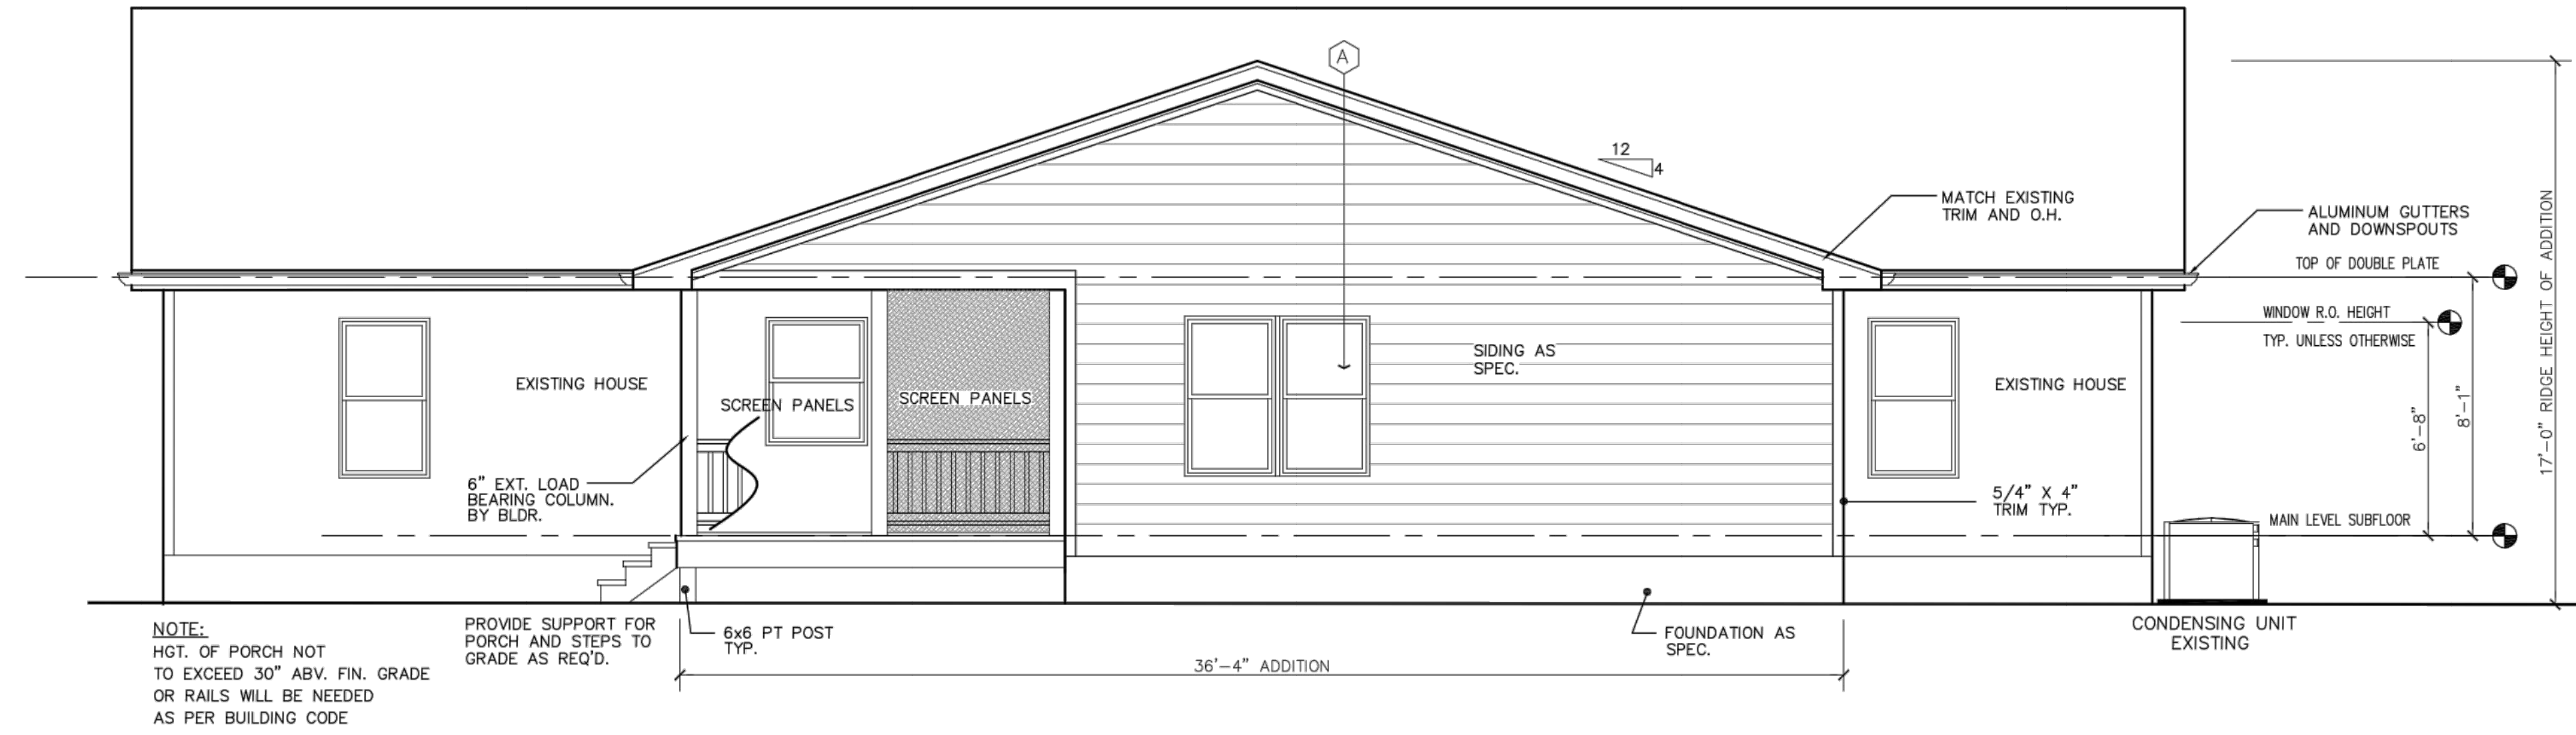 A
12
4
MATCH EXISTING
TRIM AND O.H.
ALUMINUM GUTTERS
AND DOWNSPOUTS
TOP OF DOUBLE PLATE
WINDOW R.O. HEIGHT
TYP. UNLESS OTHERWISE
17'-0" RIDGE HEIGHT OF ADDITION
SIDING AS
SPEC.
EXISTING HOUSE
SCREEN PANELS
SCREEN PANELS
EXISTING HOUSE
6'-8"
8'-1"
6" EXT. LOAD
BEARING COLUMN.
BY BLDR.
5/4" X 4"
TRIM TYP.
MAIN LEVEL SUBFLOOR
NOTE:
HGT. OF PORCH NOT
TO EXCEED 30" ABV. FIN. GRADE
OR RAILS WILL BE NEEDED
AS PER BUILDING CODE
PROVIDE SUPPORT FOR
PORCH AND STEPS TO
GRADE AS REQ'D.
6x6 PT POST
TYP.
36'-4" ADDITION
FOUNDATION AS
SPEC.
CONDENSING UNIT
EXISTING